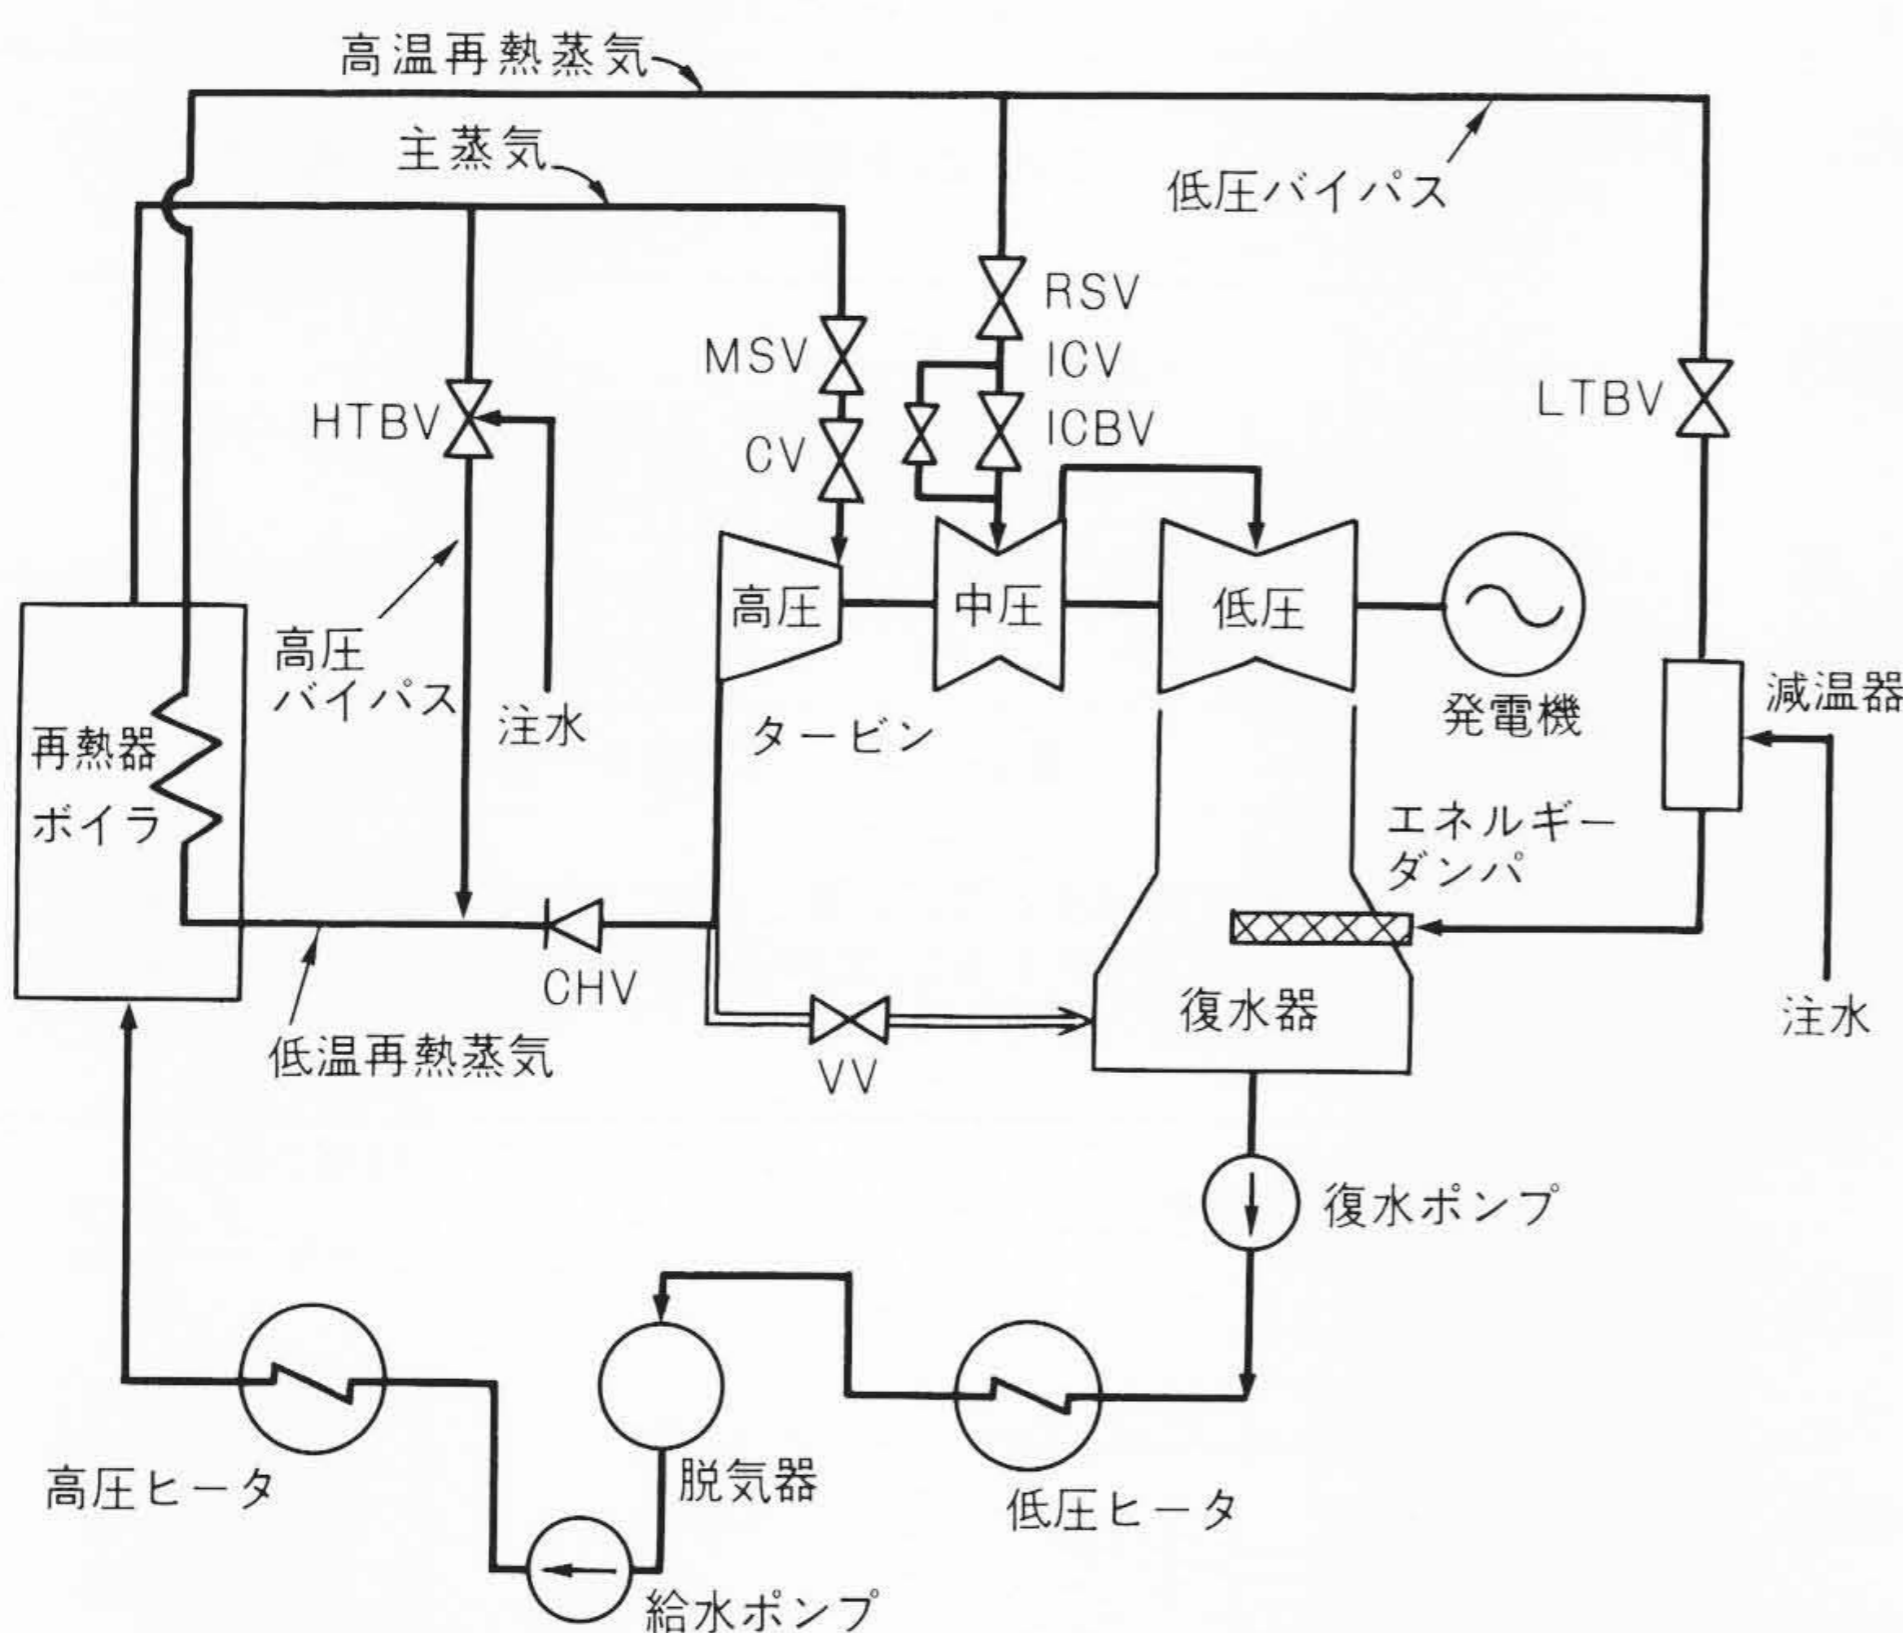 高温再熱蒸気
主蒸気
低圧バイパス
RSV
MSV
ICV
HTBV
CV
ICBV
LTBV
高圧
中圧
低圧
高圧
バイパス
注水
タービン
発電機
減温器
再熱器
ボイラ
エネルギー
ダンパ
CHV
復水器
注水
低温再熱蒸気
VV
復水ポンプ
高圧ヒータ
脱気器
低圧ヒータ
給水ポンプ